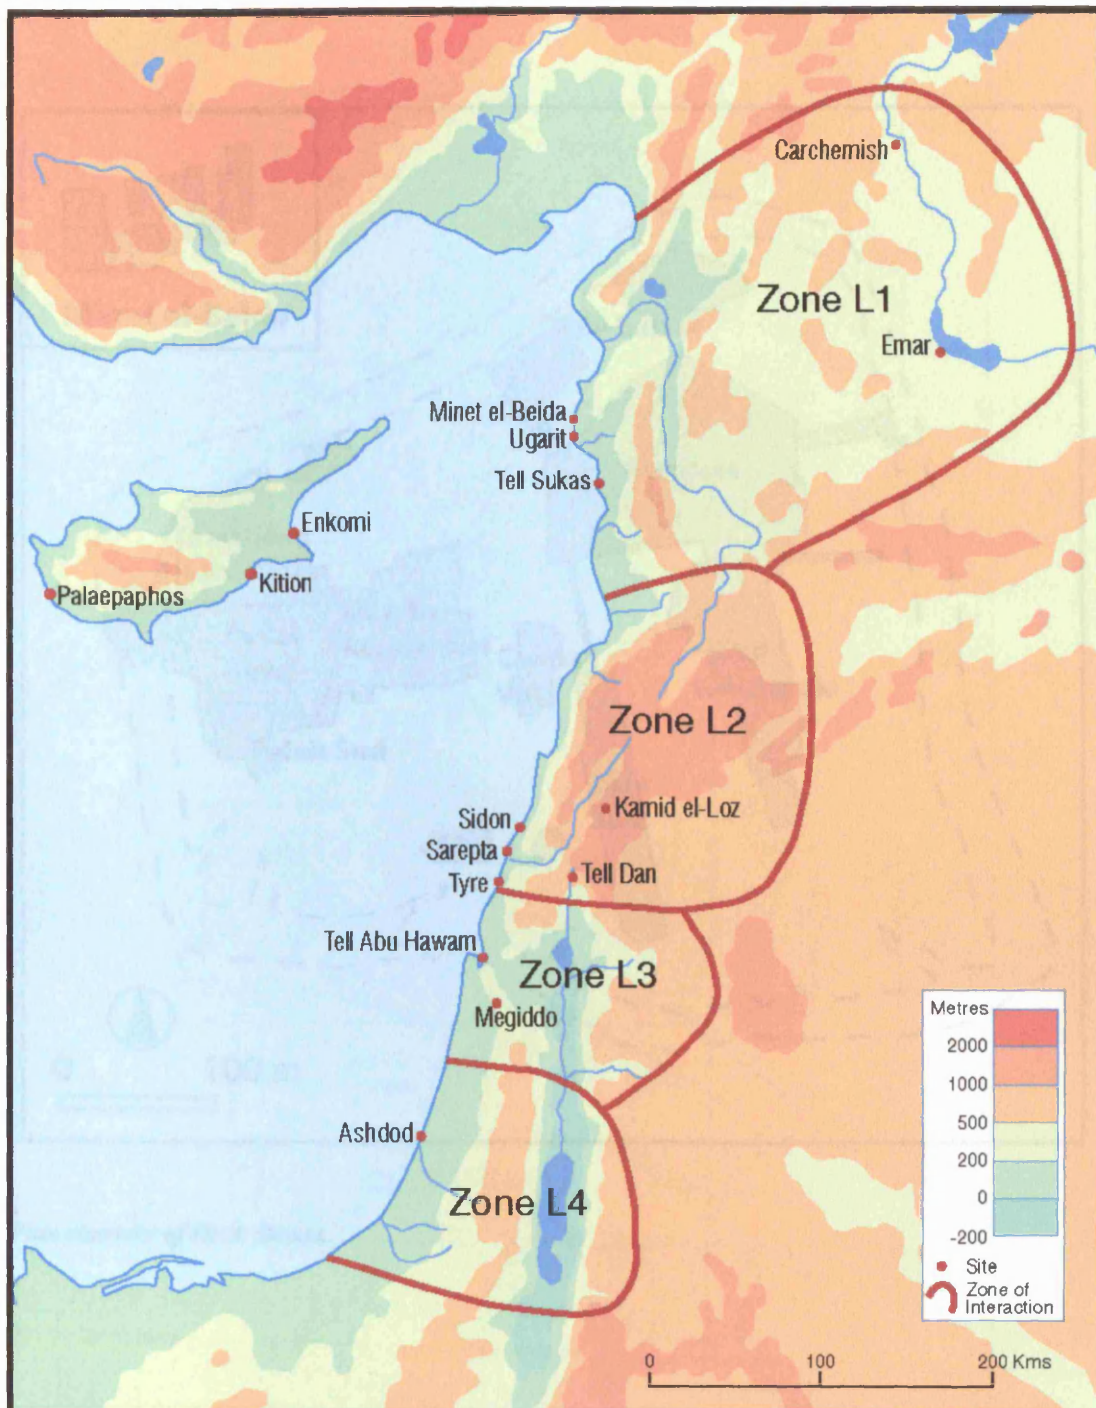 Carchemish
Zone L1
Emar
Minet el-Beida
Ugarit
Tell Sukas
Enkomi
Kition
Palaepaphos
Zone L2
Kamid el-Loz
Sidon
Sarepta
Tell Dan
Tyre
Tell Abu Hawam
Zone L3
Megiddo
Ashdod
Zone L4
Metres
2000
1000
500
200
0
-200
Site
Zone of
Interaction
0 100 200 Kms
100 m